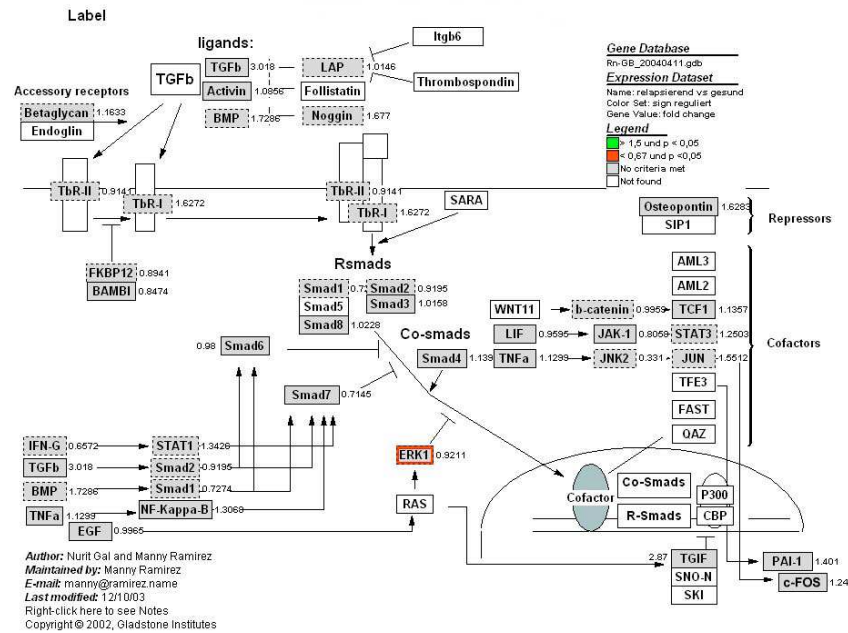 Label
ligands:
Itgb6
TGFb
TGFb 3.018
LAP 1.0146
Thrombospondin
Activin 1.0856
Follistatin
BMP 1.7286
Noggin 1.677
Accessory receptors
Betaglycan 1.1633
Endoglin
Gene Database
Rn-GB_20040411.gdb
Expression Dataset
Name: relapsierend vs gesund
Color Set: sign reguliert
Gene Value: fold change
Legend
> 1,5 und p < 0,05
< 0,67 und p <0,05
No criteria met
Not found
TbR-II 0.9141
TbR-I 1.6272
TbR-II 0.9141
TbR-I 1.6272
SARA
Osteopontin 1.6283
SIP1
Repressors
FKBP12 0.8941
BAMBI 0.8474
Rsmads
Smad1
Smad2 0.9195
Smad5
Smad3 1.0158
Smad8 1.0228
AML3
AML2
WNT11
b-catenin 0.9959
TCF1 1.1357
LIF 0.9595
JAK-1 0.8059
STAT3 1.2503
TNFa 1.1299
JNK2 0.331
JUN -1.5512
TFE3
FAST
QAZ
Cofactors
Co-smads
Smad4 1.139
0.98 Smad6
Smad7 0.7145
IFN-G 0.6572
STAT1 1.3426
TGFb 3.018
Smad2 0.9195
BMP 1.7286
Smad1 0.7274
TNFa 1.1299
NF-Kappa-B 1.3069
EGF 0.9965
ERK1 0.9211
RAS
Cofactor
Co-Smads
R-Smads
P300
CBP
2.87 TGIF
SNO-N
SKI
PAI-1 1.401
c-FOS 1.24
Author: Nurit Gal and Manny Ramirez
Maintained by: Manny Ramirez
E-mail: manny@ramirez.name
Last modified: 12/10/03
Right-click here to see Notes
Copyright © 2002, Gladstone Institutes